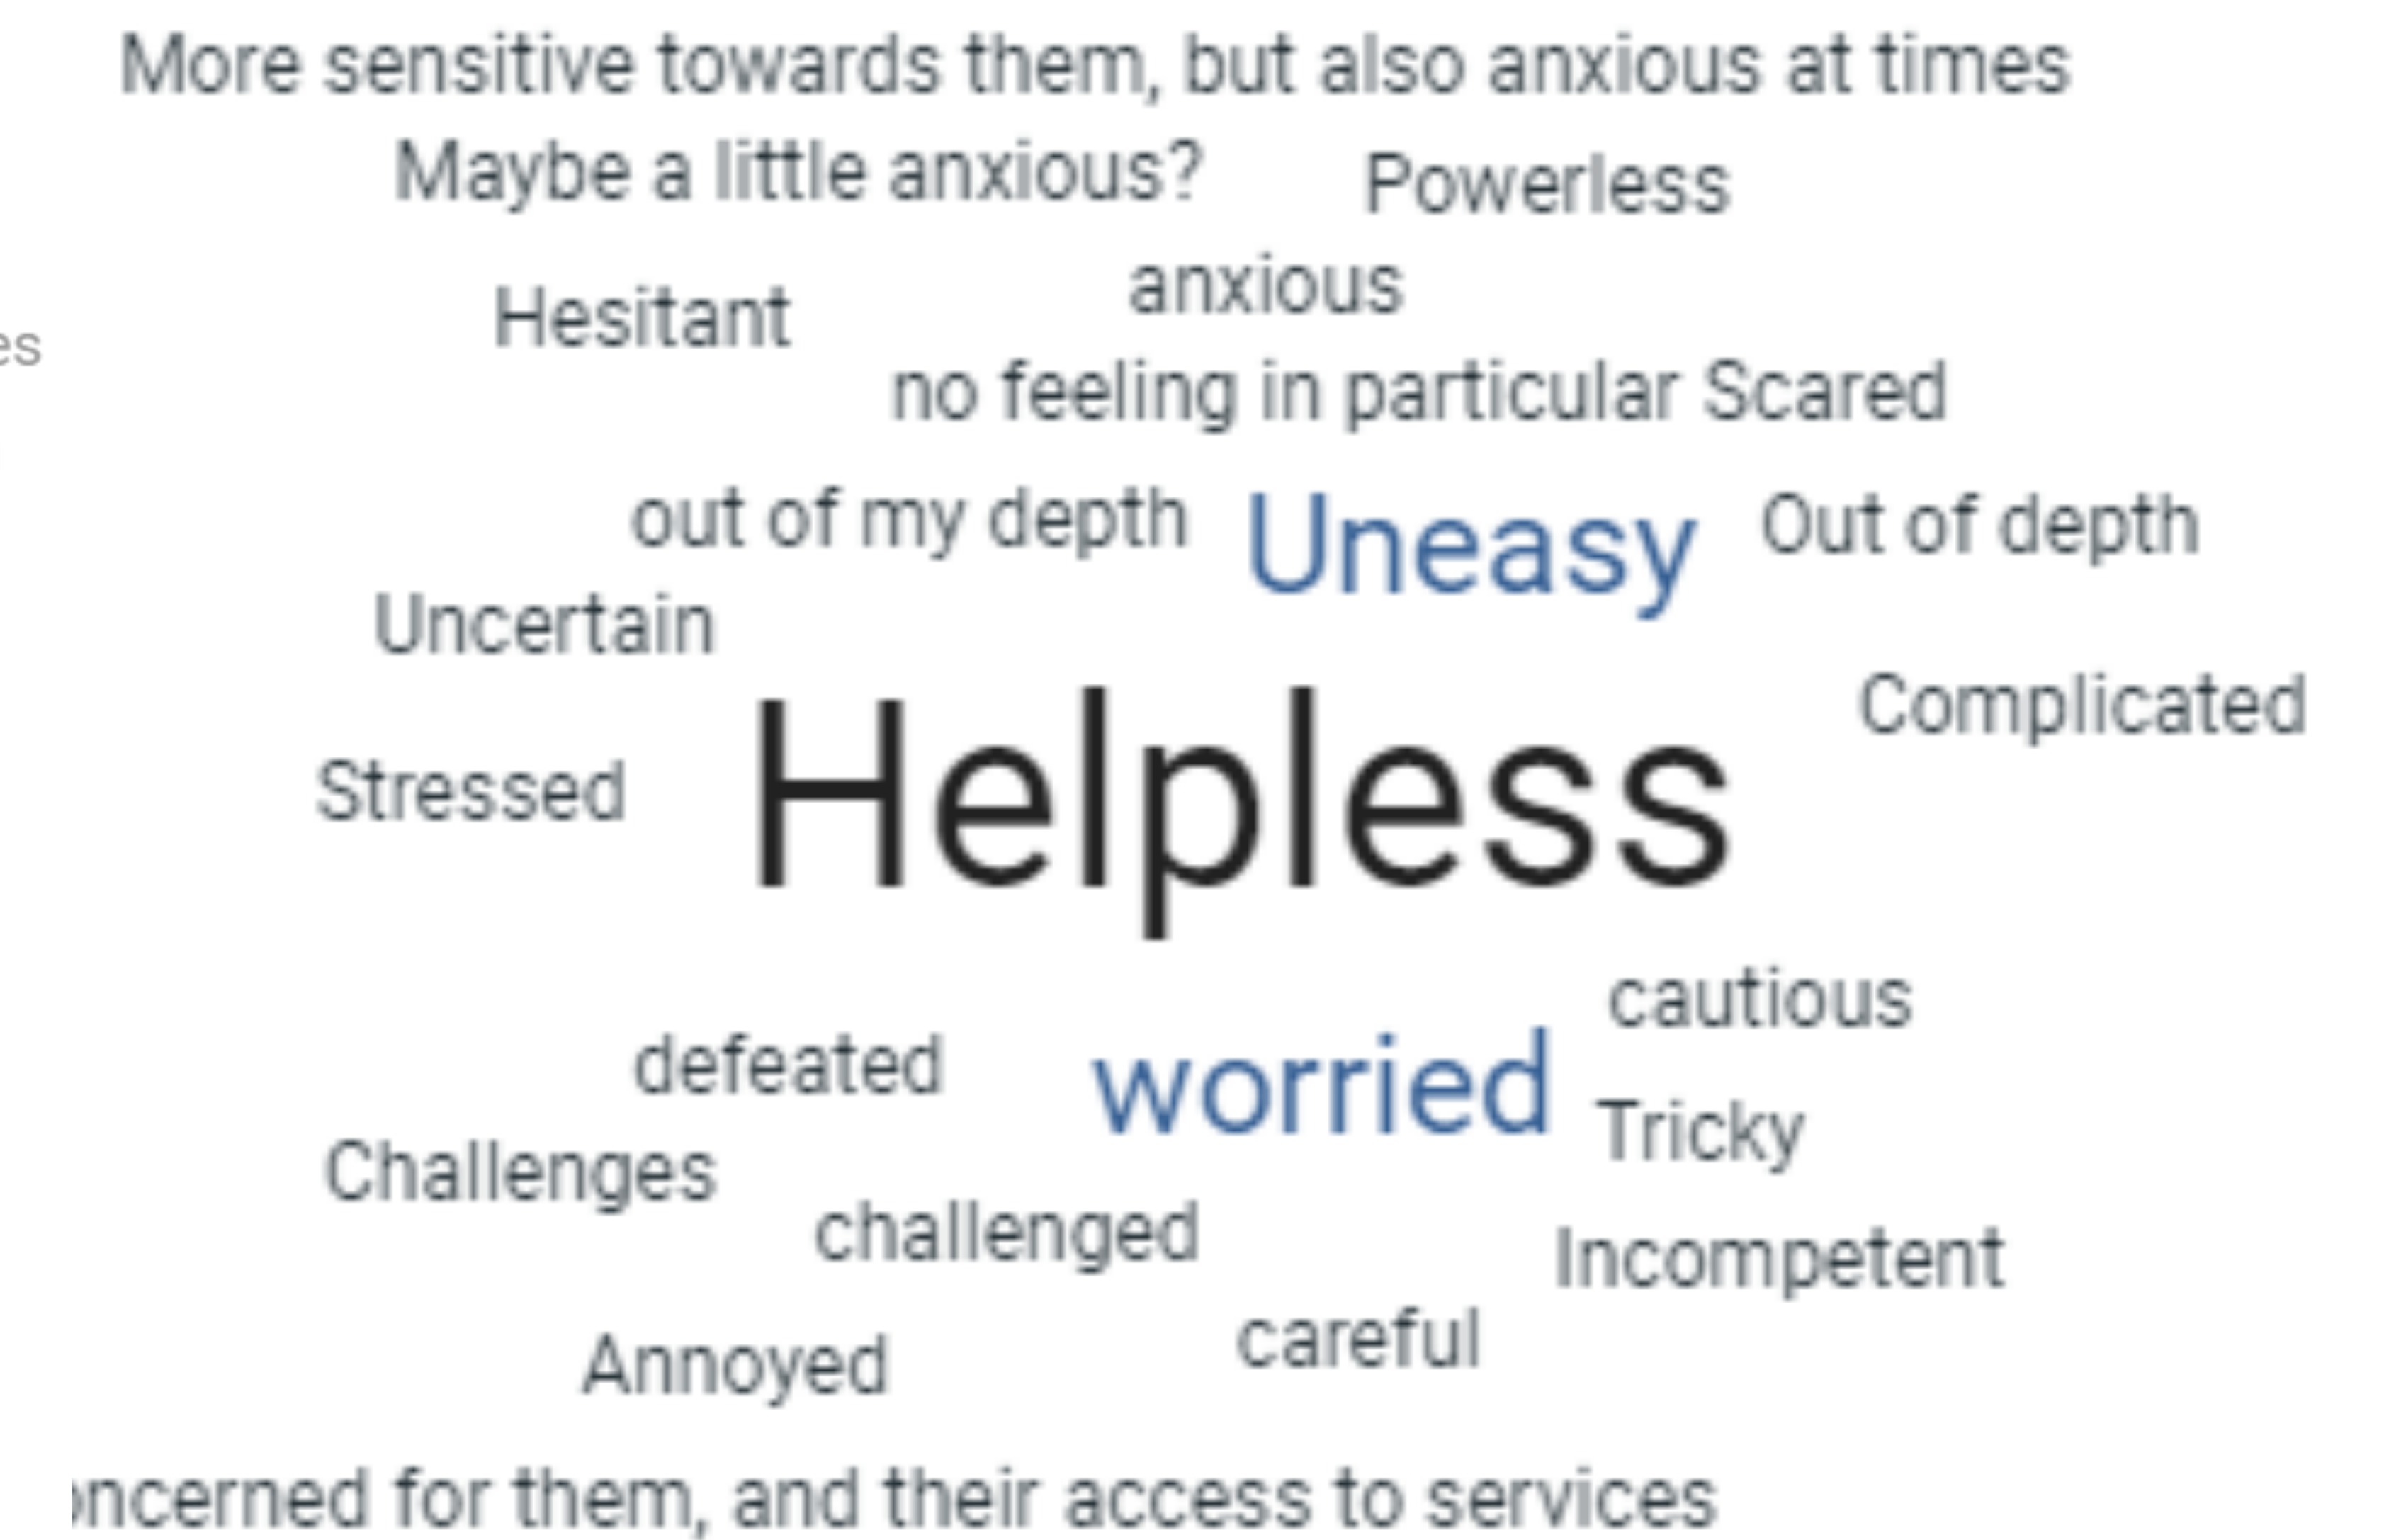 More sensitive towards them, but also anxious at times
Maybe a little anxious? Powerless
anxious
Hesitant
es
no feeling in particular Scared
out of my depth Uneasy Out of depth
Uncertain
Complicated
Stressed Helpless
cautious
defeated worried
Tricky
Challenges
challenged Incompetent
careful
Annoyed
oncerned for them, and their access to services